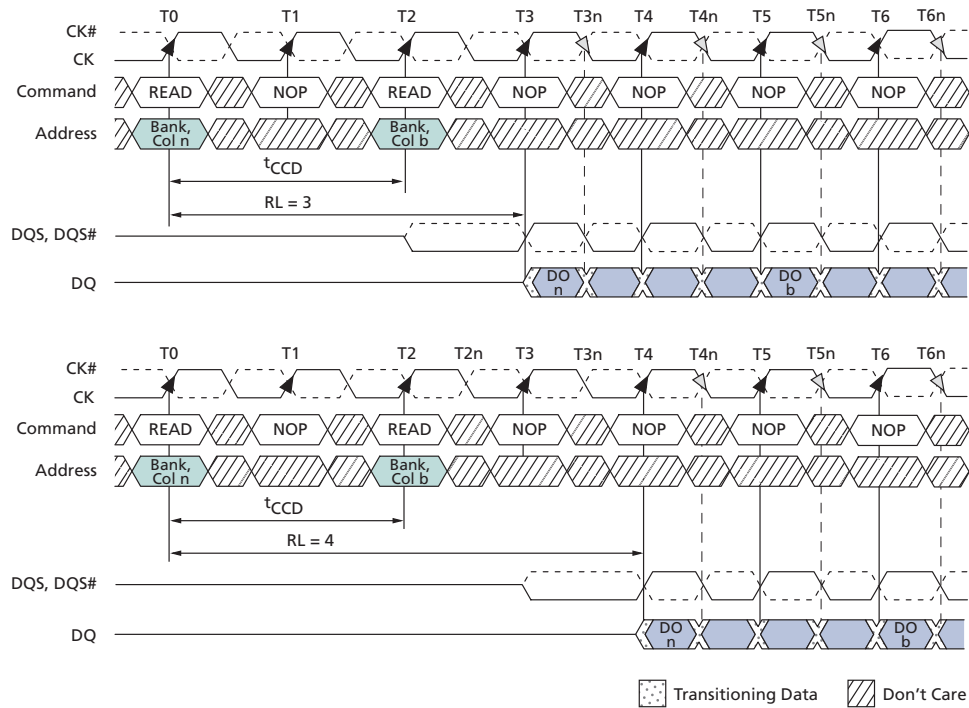 T0 T1 T2 T3 T3n T4 T4n T5 T5n T6 T6n
CK#
CK
Command READ NOP READ NOP NOP NOP NOP
Address Bank, Col n Bank, Col b
tCCD
RL = 3
DQS, DQS#
DQ DO n DO b
T0 T1 T2 T2n T3 T3n T4 T4n T5 T5n T6 T6n
CK#
CK
Command READ NOP READ NOP NOP NOP NOP
Address Bank, Col n Bank, Col b
tCCD
RL = 4
DQS, DQS#
DQ DO n DO b
Transitioning Data Don't Care